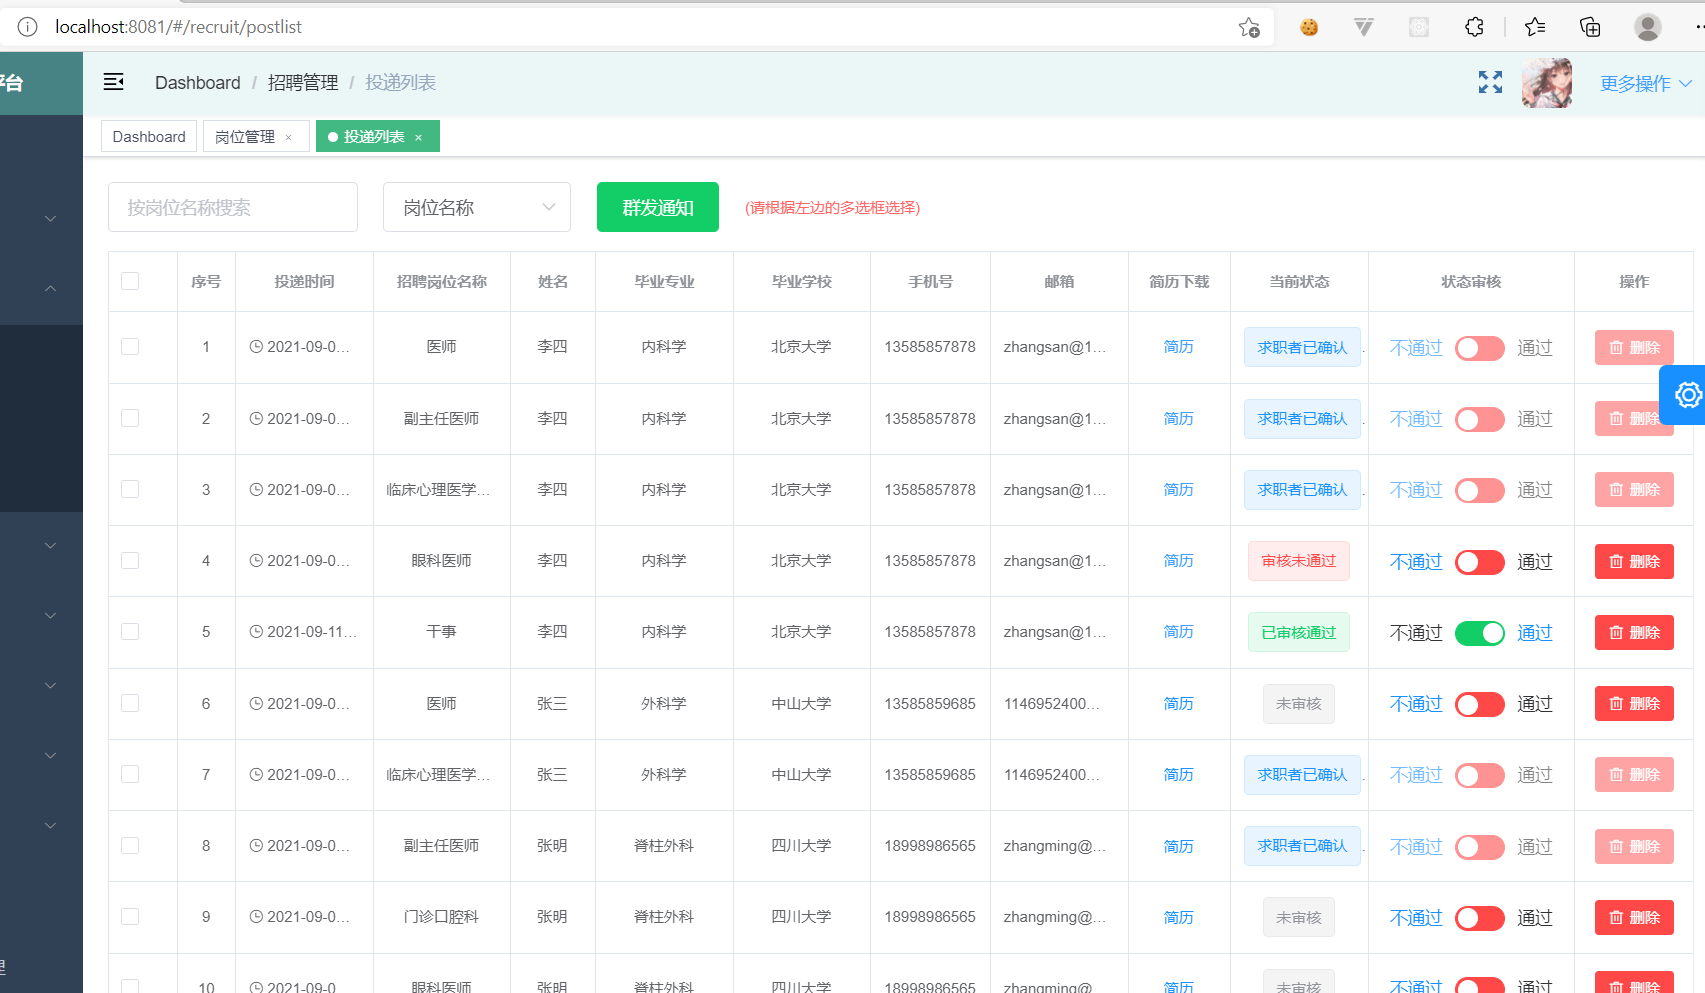 localhost:8081/#/recruit/postlist
平台
Dashboard / 招聘管理 / 投递列表
更多操作
Dashboard 岗位管理 × 投递列表 ×
按岗位名称搜索 岗位名称 群发通知 (请根据左边的多选框选择)
序号 投递时间 招聘岗位名称 姓名 毕业专业 毕业学校 手机号 邮箱 简历下载 当前状态 状态审核 操作
1 2021-09-0... 医师 李四 内科学 北京大学 13585857878 zhangsan@1... 简历 求职者已确认 不通过 通过 删除
2 2021-09-0... 副主任医师 李四 内科学 北京大学 13585857878 zhangsan@1... 简历 求职者已确认 不通过 通过 删除
3 2021-09-0... 临床心理医学... 李四 内科学 北京大学 13585857878 zhangsan@1... 简历 求职者已确认 不通过 通过 删除
4 2021-09-0... 眼科医师 李四 内科学 北京大学 13585857878 zhangsan@1... 简历 审核未通过 不通过 通过 删除
5 2021-09-11... 干事 李四 内科学 北京大学 13585857878 zhangsan@1... 简历 已审核通过 不通过 通过 删除
6 2021-09-0... 医师 张三 外科学 中山大学 13585859685 1146952400... 简历 未审核 不通过 通过 删除
7 2021-09-0... 临床心理医学... 张三 外科学 中山大学 13585859685 1146952400... 简历 求职者已确认 不通过 通过 删除
8 2021-09-0... 副主任医师 张明 脊柱外科 四川大学 18998986565 zhangming@... 简历 求职者已确认 不通过 通过 删除
9 2021-09-0... 门诊口腔科 张明 脊柱外科 四川大学 18998986565 zhangming@... 简历 未审核 不通过 通过 删除
10 2021-09-0 眼科医师 张明 脊柱外科 四川大学 18998986565 zhangming@ 简历 未审核 不通过 通过 删除